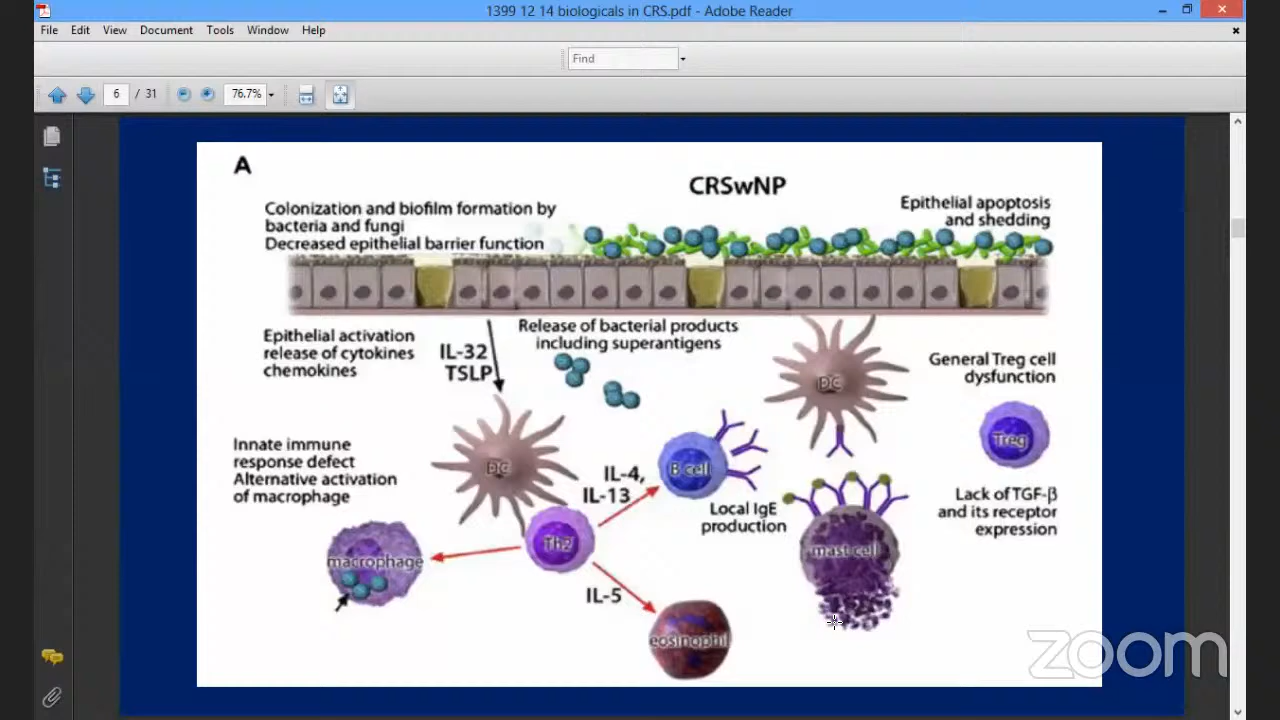 1399 12 14 biologicals in CRS.pdf - Adobe Reader
File Edit View Document Tools Window Help
Find
6 / 31 76.7%
A
CRSwNP
Colonization and biofilm formation by
bacteria and fungi
Decreased epithelial barrier function
Epithelial apoptosis
and shedding
Epithelial activation
release of cytokines
chemokines
IL-32
TSLP
Release of bacterial products
including superantigens
DC
General Treg cell
dysfunction
Treg
Innate immune
response defect
Alternative activation
of macrophage
DC
IL-4,
IL-13
B cell
Local IgE
production
Lack of TGF-β
and its receptor
expression
macrophage
Th2
mast cell
IL-5
eosinophil
zoom